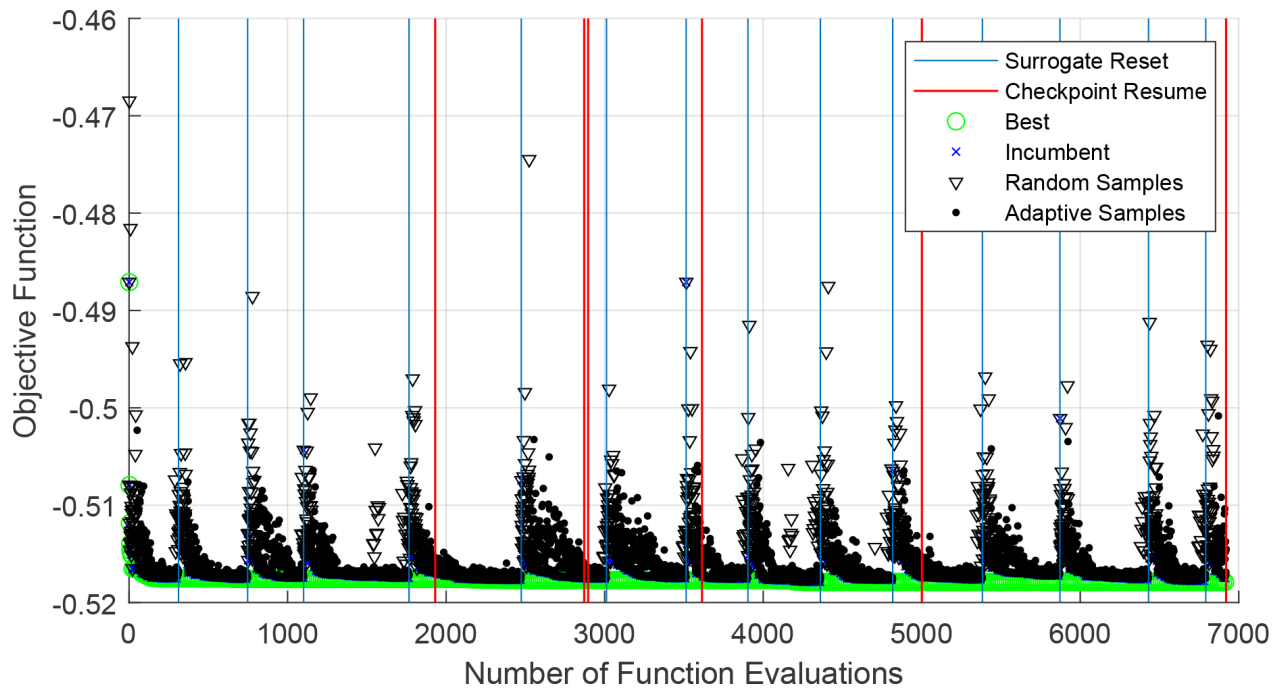 -0.46
-0.47
-0.48
-0.49
-0.5
-0.51
-0.52
Objective Function
Surrogate Reset
Checkpoint Resume
Best
Incumbent
Random Samples
Adaptive Samples
0 1000 2000 3000 4000 5000 6000 7000
Number of Function Evaluations